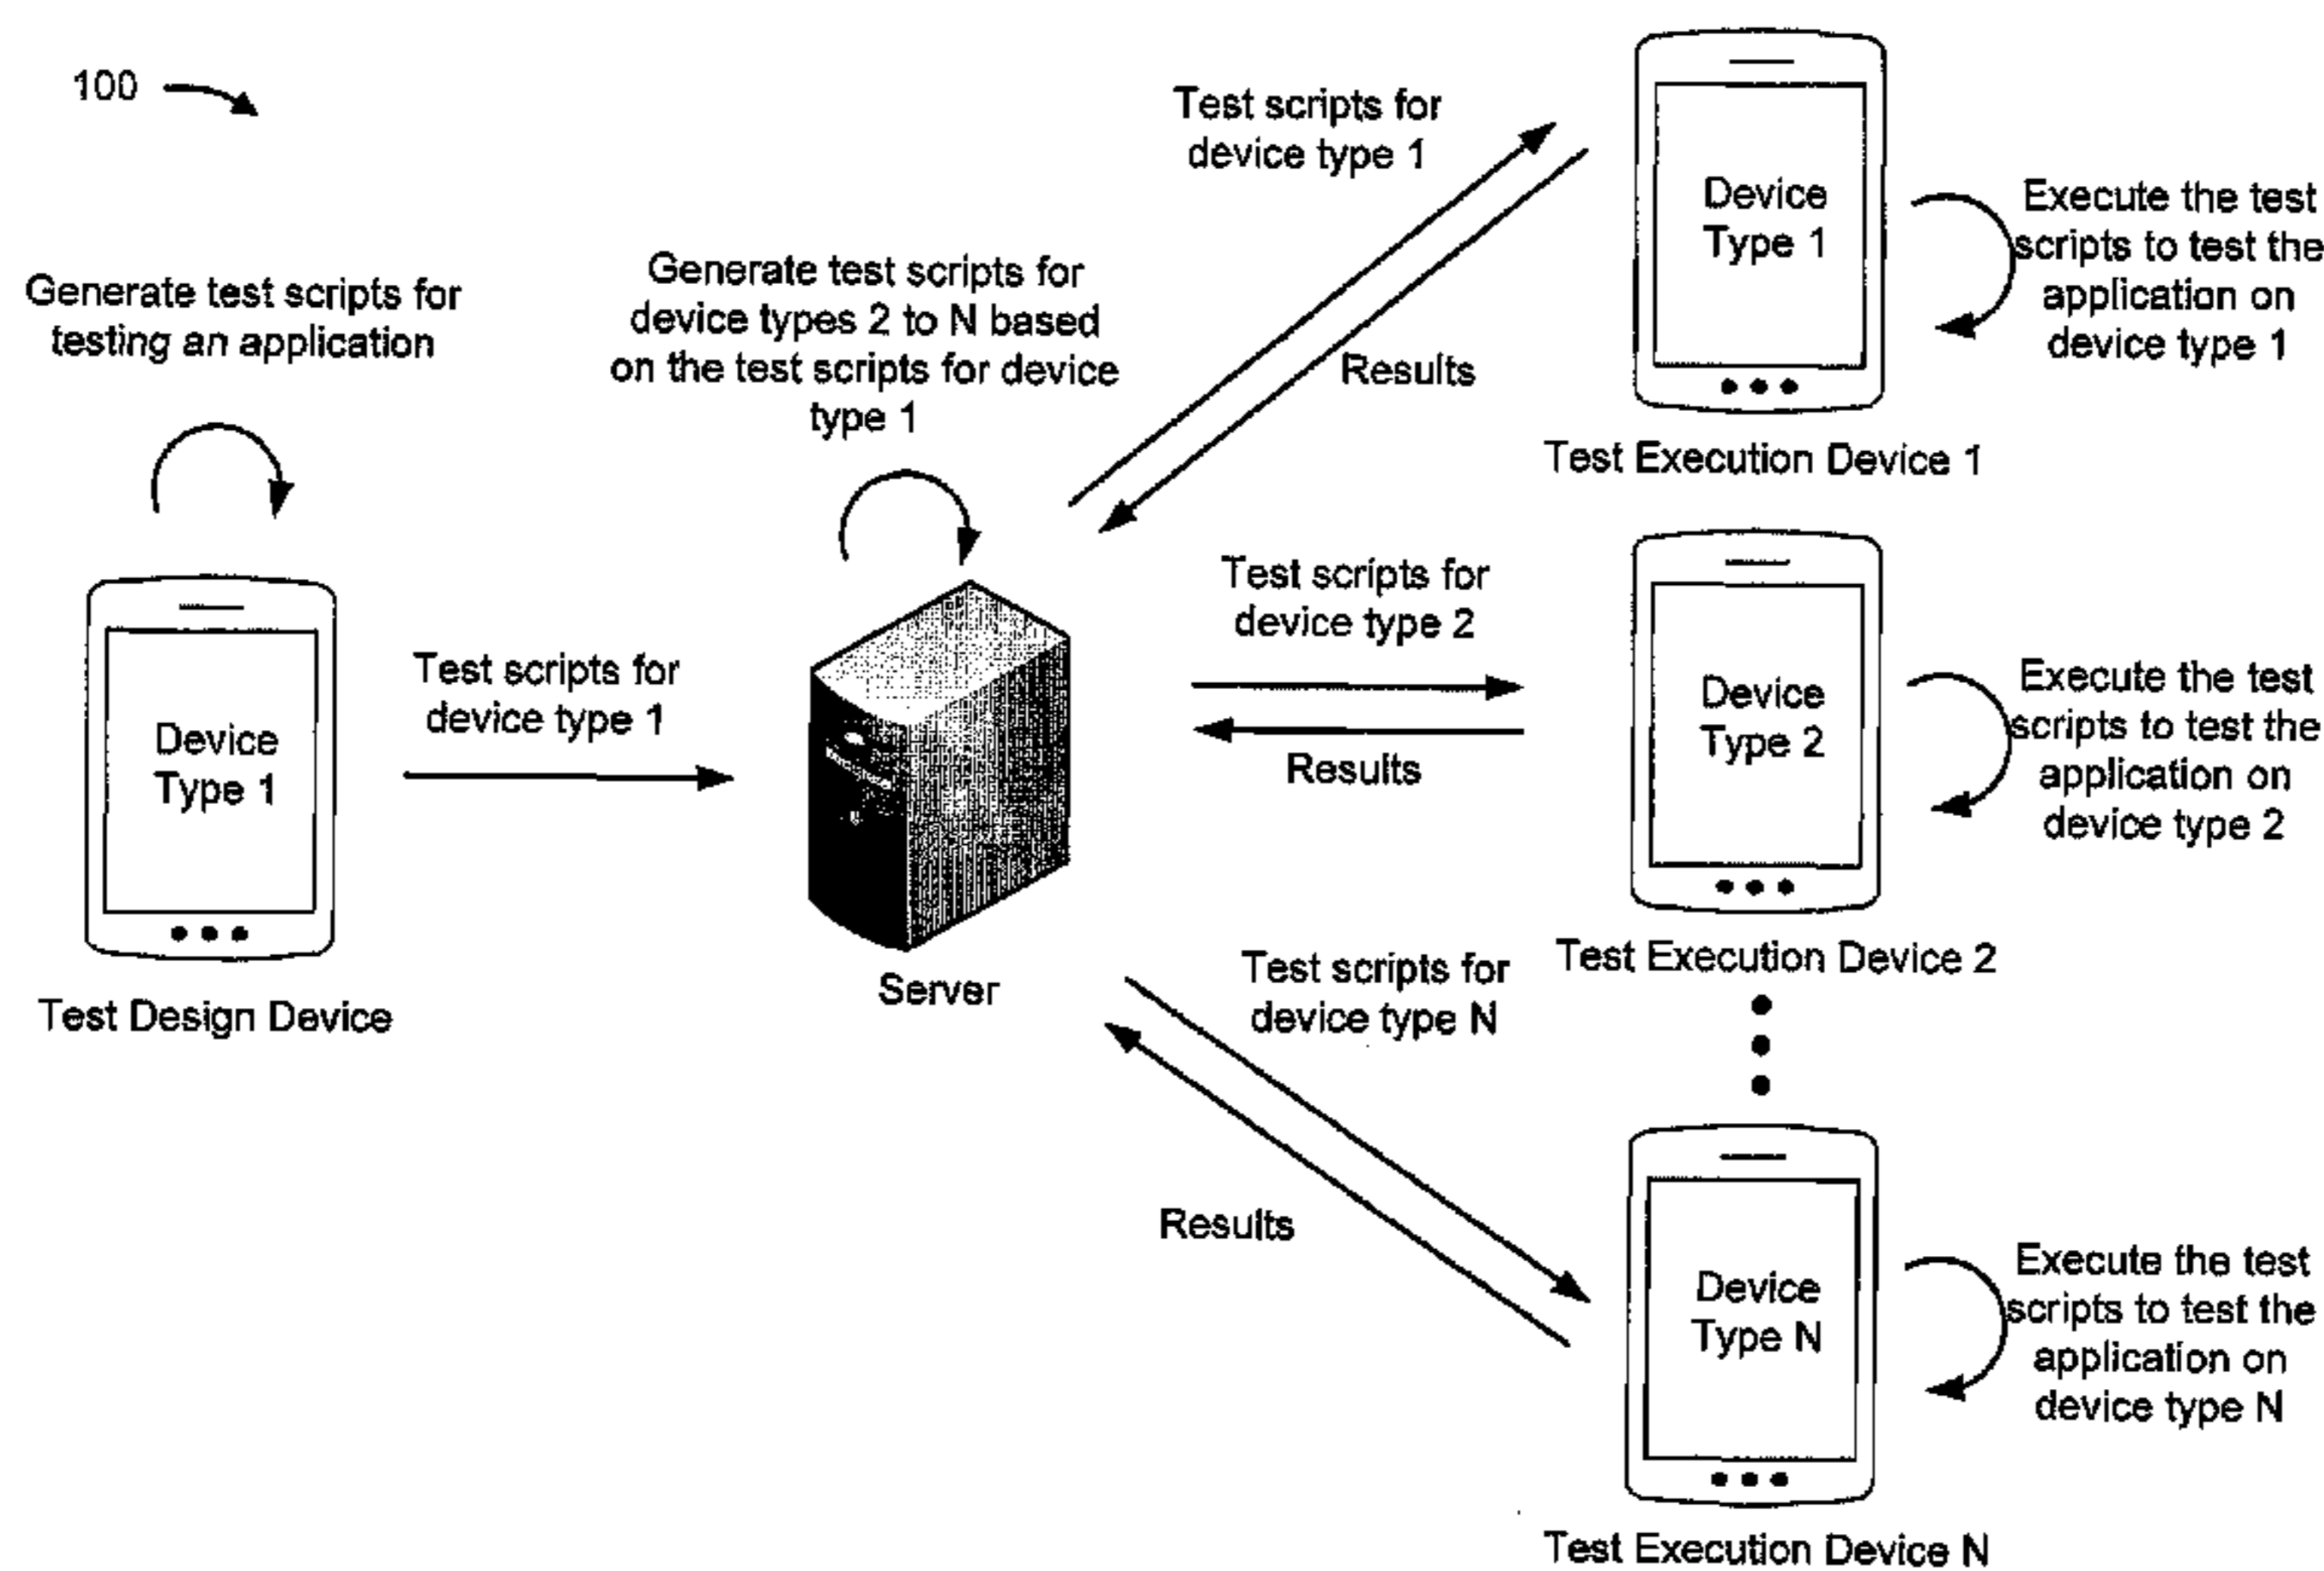 100
Generate test scripts for
testing an application
Device
Type 1
Test Design Device
Test scripts for
device type 1
Generate test scripts for
device types 2 to N based
on the test scripts for device
type 1
Server
Test scripts for
device type 1
Results
Device
Type 1
Test Execution Device 1
Execute the test
scripts to test the
application on
device type 1
Test scripts for
device type 2
Results
Device
Type 2
Test Execution Device 2
Execute the test
scripts to test the
application on
device type 2
Test scripts for
device type N
Results
Device
Type N
Test Execution Device N
Execute the test
scripts to test the
application on
device type N